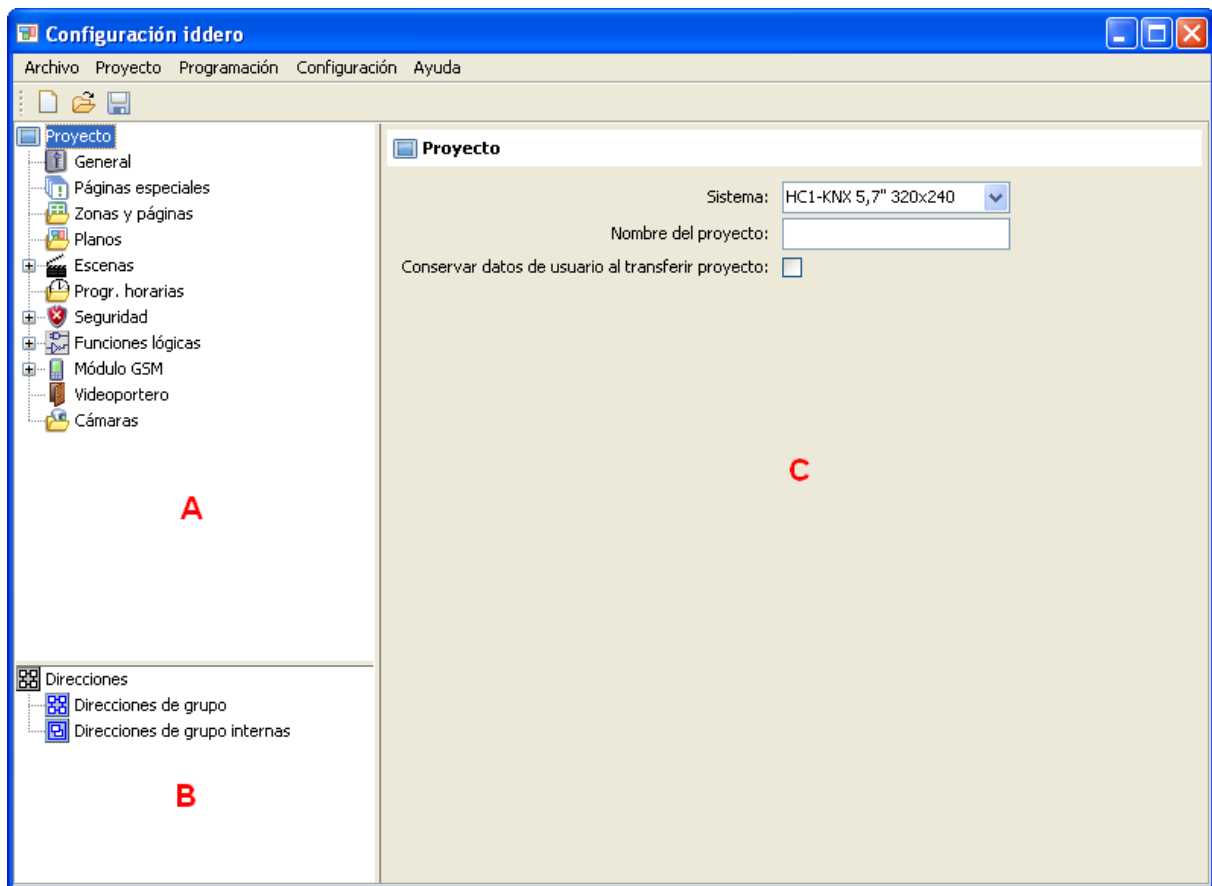 Configuración iddero
Archivo Proyecto Programación Configuración Ayuda
Proyecto
General
Páginas especiales
Zonas y páginas
Planos
Escenas
Progr. horarias
Seguridad
Funciones lógicas
Módulo GSM
Videoportero
Cámaras
A
Direcciones
Direcciones de grupo
Direcciones de grupo internas
B
Proyecto
Sistema: HC1-KNX 5,7" 320x240
Nombre del proyecto:
Conservar datos de usuario al transferir proyecto:
C